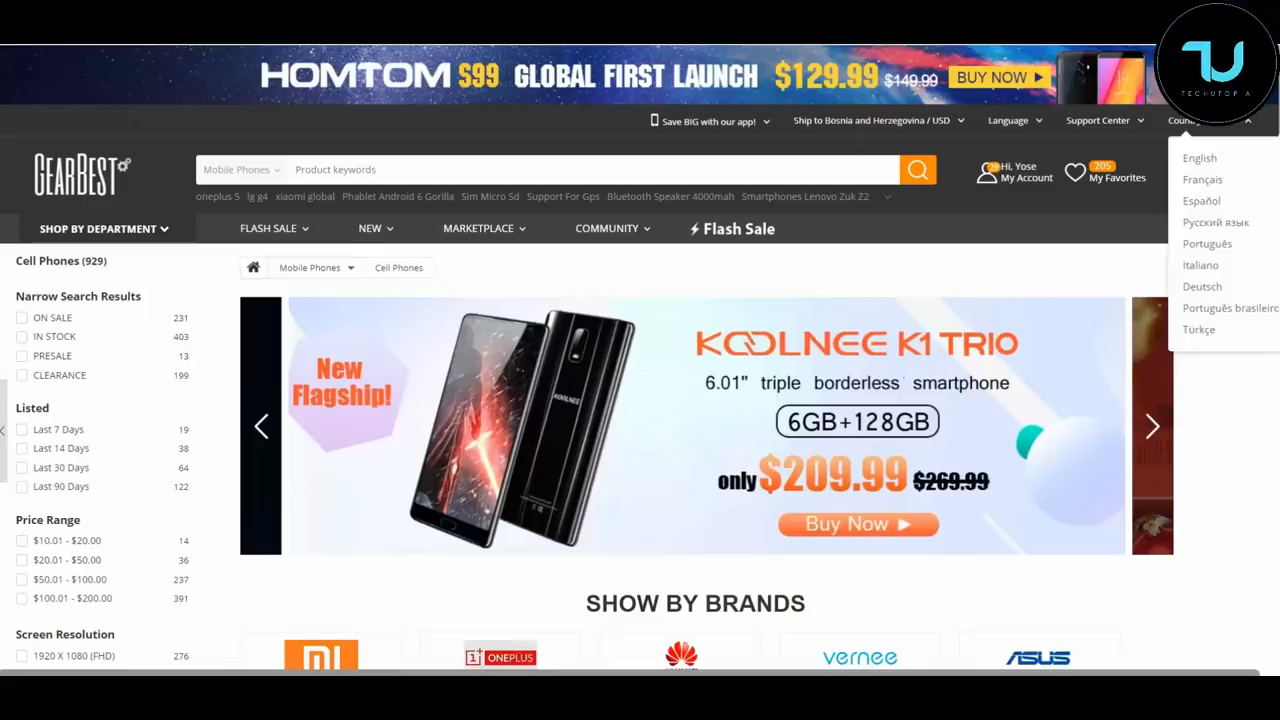 HOMTOM S99 GLOBAL FIRST LAUNCH $129.99 $149.99 BUY NOW
TECHUTOPIA
Save BIG with our app! Ship to Bosnia and Herzegovina / USD Language Support Center
GEARBEST
Mobile Phones Product keywords
Hi, Yose
My Account
205
My Favorites
oneplus 5 lg g4 xiaomi global Phablet Android 6 Gorilla Sim Micro Sd Support For Gps Bluetooth Speaker 4000mah Smartphones Lenovo Zuk Z2
SHOP BY DEPARTMENT FLASH SALE NEW MARKETPLACE COMMUNITY Flash Sale
English
Français
Español
Русский язык
Português
Italiano
Deutsch
Português brasileiro
Türkçe
Cell Phones (929)
Mobile Phones Cell Phones
Narrow Search Results
ON SALE 231
IN STOCK 403
PRESALE 13
CLEARANCE 199
Listed
Last 7 Days 19
Last 14 Days 38
Last 30 Days 64
Last 90 Days 122
Price Range
$10.01 - $20.00 14
$20.01 - $50.00 36
$50.01 - $100.00 237
$100.01 - $200.00 391
Screen Resolution
1920 X 1080 (FHD) 276
New
Flagship!
KOOLNEE
KOOLNEE K1 TRIO
6.01" triple borderless smartphone
6GB+128GB
only $209.99 $269.99
Buy Now
SHOW BY BRANDS
MI 1+ ONEPLUS vernee ASUS